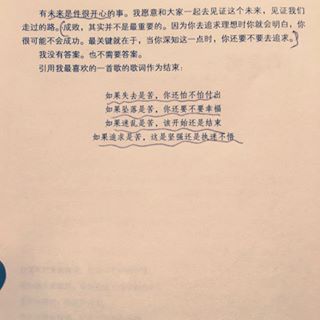 有未来是件很开心的事。我愿意和大家一起去见证这个未来，见证我们
走过的路。成败，其实并不是最重要的。因为你去追求理想时你就会明白，你
很可能不会成功。最关键就在于，当你深知这一点时，你还要不要去追求。
我没有答案。也不需要答案。
引用我最喜欢的一首歌的歌词作为结束：
如果失去是苦，你还怕不怕付出
如果坠落是苦，你还要不要幸福
如果迷乱是苦，该开始还是结束
如果追求是苦，这是坚强还是执迷不悟